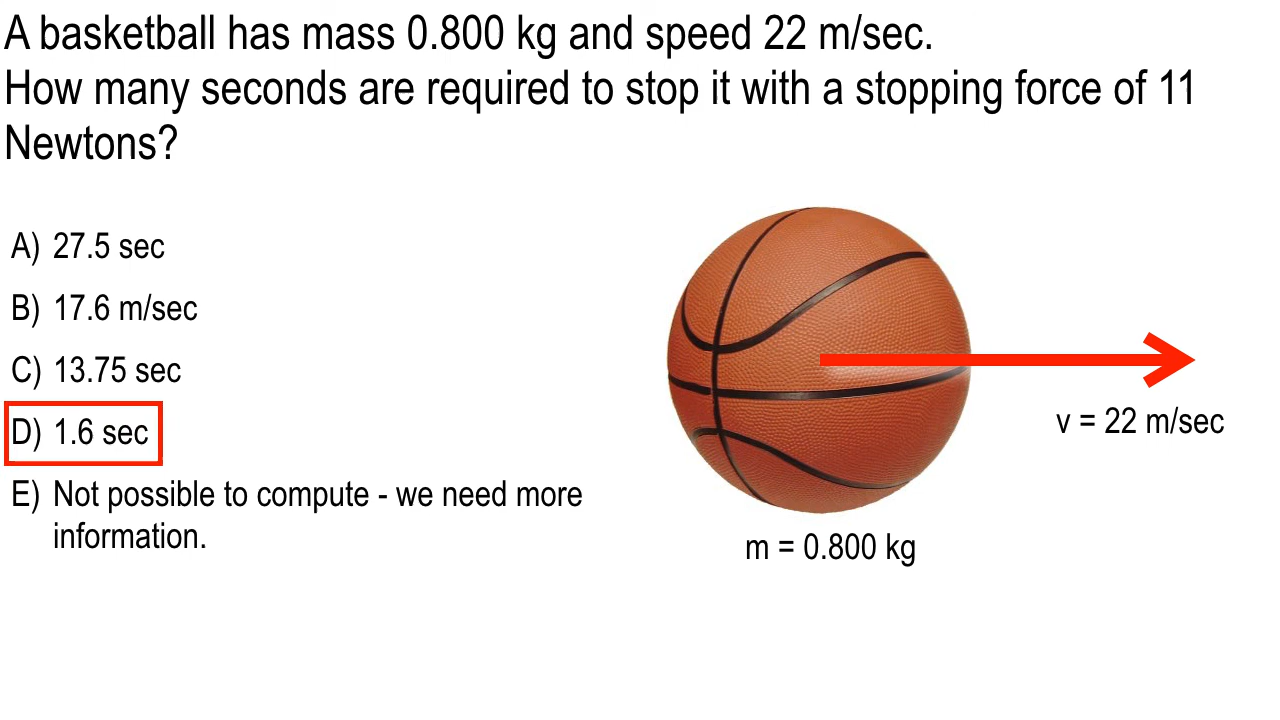 A basketball has mass 0.800 kg and speed 22 m/sec.
How many seconds are required to stop it with a stopping force of 11
Newtons?
A) 27.5 sec
B) 17.6 m/sec
C) 13.75 sec
D) 1.6 sec
E) Not possible to compute - we need more
information.
v = 22 m/sec
m = 0.800 kg